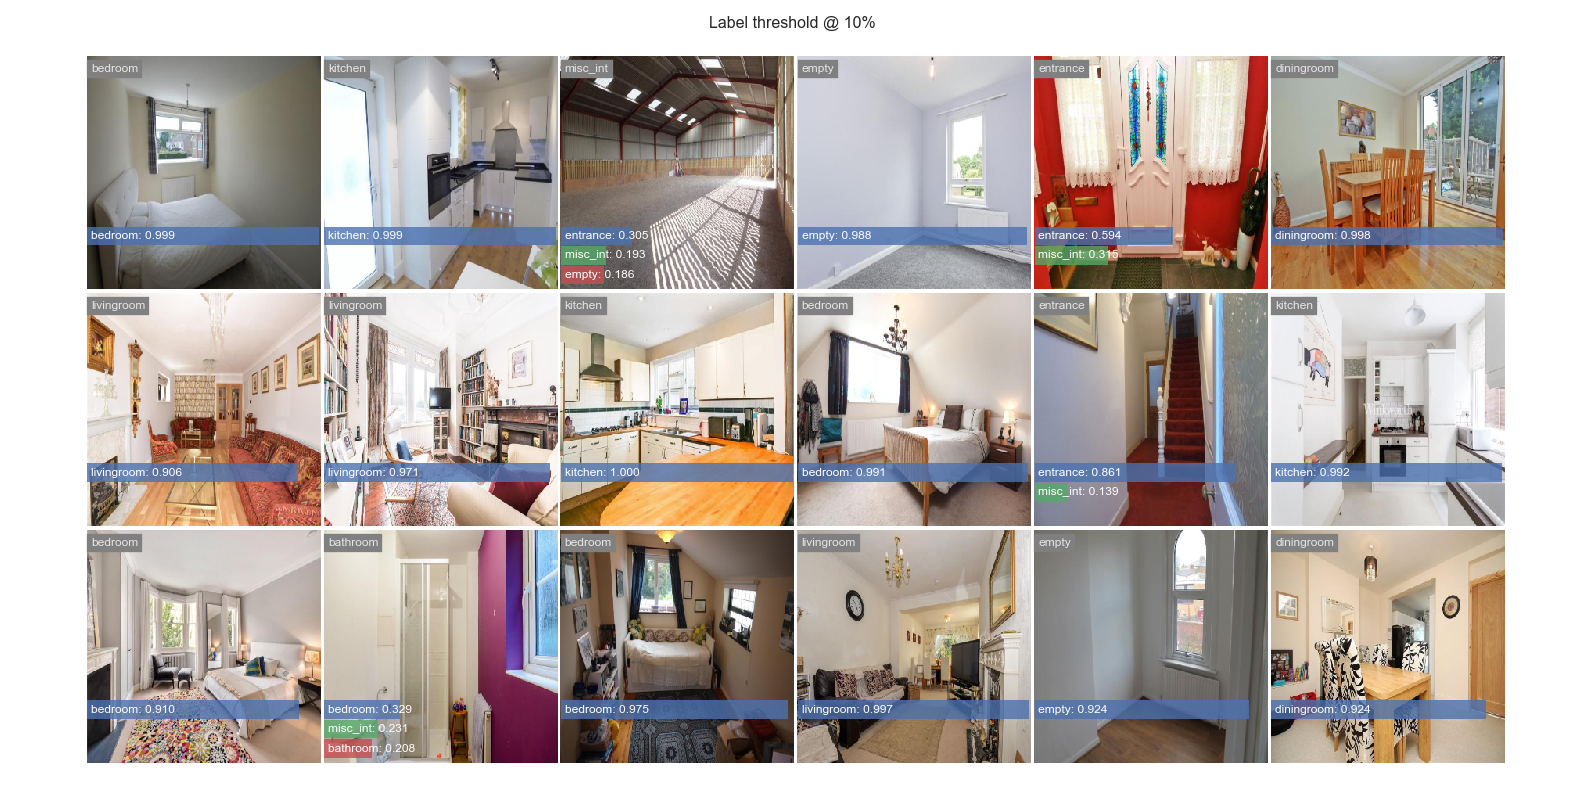 Label threshold @ 10%
bedroom
bedroom: 0.999
kitchen
kitchen: 0.999
misc_int
entrance: 0.305
misc_int: 0.193
empty: 0.186
empty
empty: 0.988
entrance
entrance: 0.594
misc_int: 0.315
diningroom
diningroom: 0.998
livingroom
livingroom: 0.906
livingroom
livingroom: 0.971
kitchen
kitchen: 1.000
bedroom
bedroom: 0.991
entrance
entrance: 0.861
misc_int: 0.139
kitchen
Winkworth
kitchen: 0.992
bedroom
bedroom: 0.910
bathroom
bedroom: 0.329
misc_int: 0.231
bathroom: 0.208
bedroom
bedroom: 0.975
livingroom
livingroom: 0.997
empty
empty: 0.924
diningroom
diningroom: 0.924